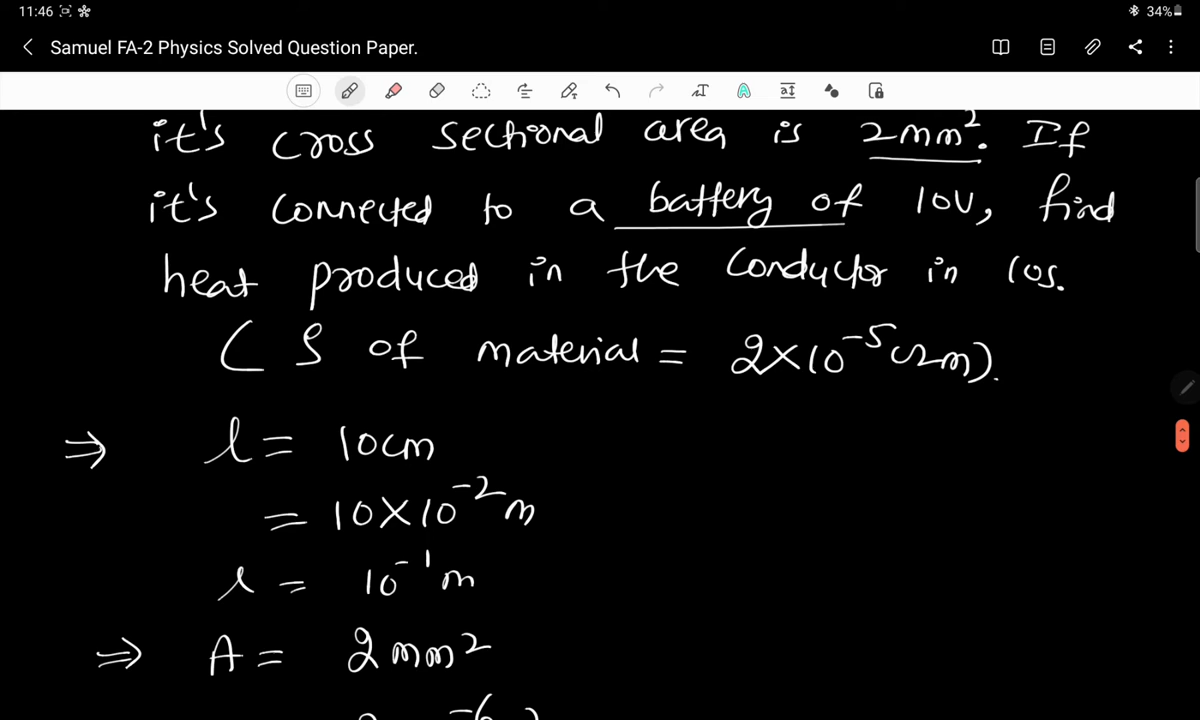 11:46
34%
Samuel FA-2 Physics Solved Question Paper.
it's cross sectional area is 2mm². If
it's connected to a battery of 10V, find
heat produced in the conductor in 10s.
( S of material = 2×10⁻⁵ Ωm).
⇒ l = 10cm
= 10×10⁻² m
l = 10⁻¹ m
⇒ A = 2mm²